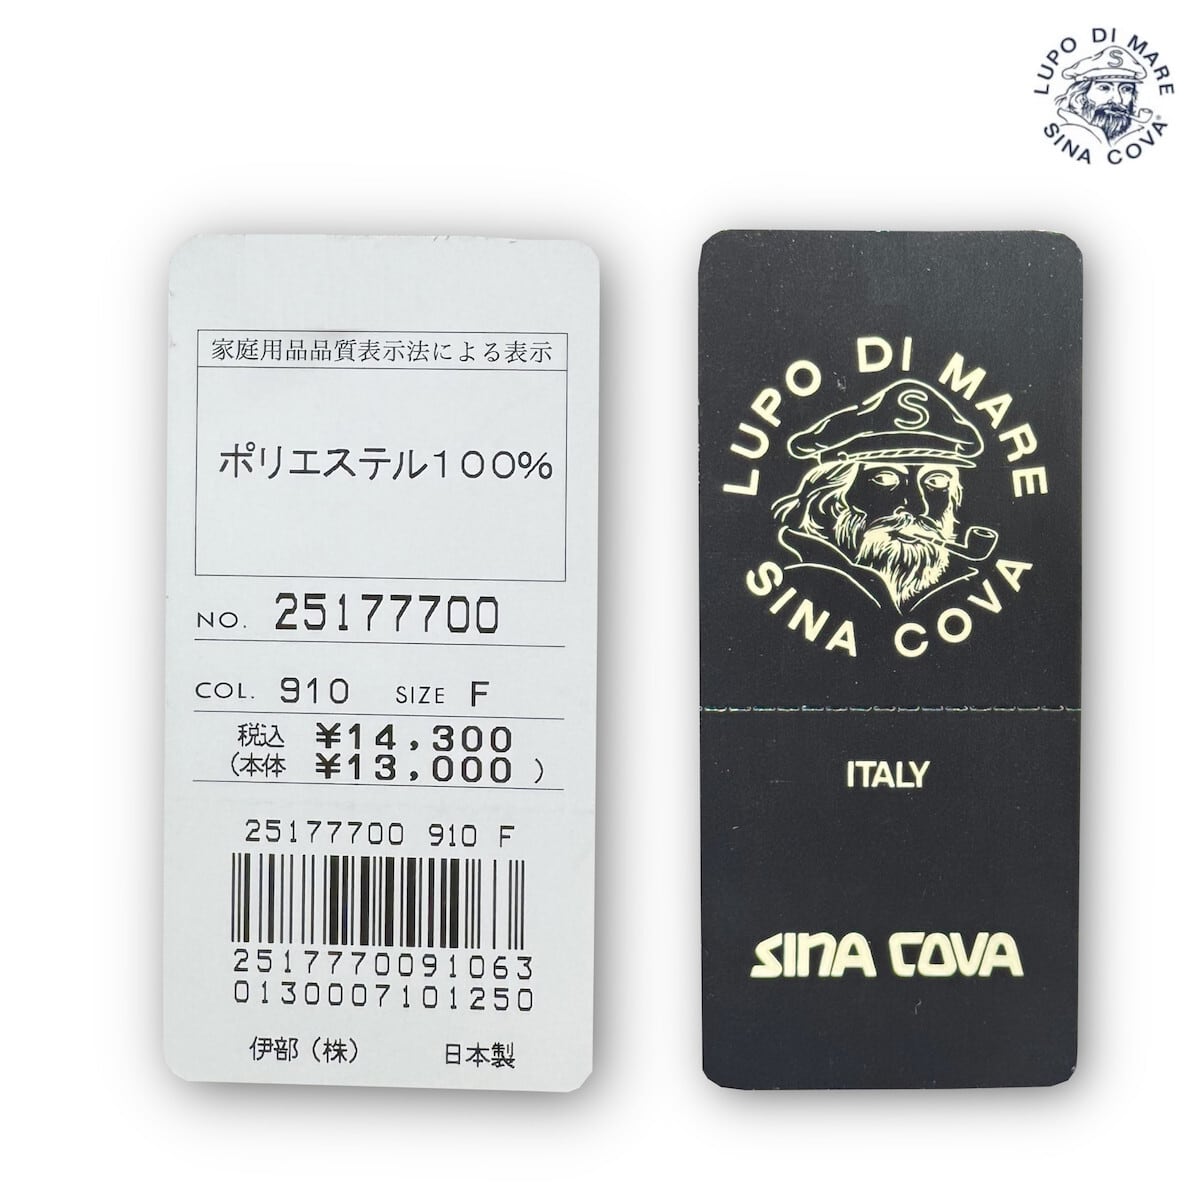 LUPO DI MARE
SINA COVA®
家庭用品品質表示法による表示
ポリエステル100%
NO. 25177700
COL. 910 SIZE F
税込 ¥14,300
(本体 ¥13,000 )
25177700 910 F
2517770091063
0130007101250
伊部(株) 日本製
S
LUPO DI MARE
SINA COVA
ITALY
SINA COVA